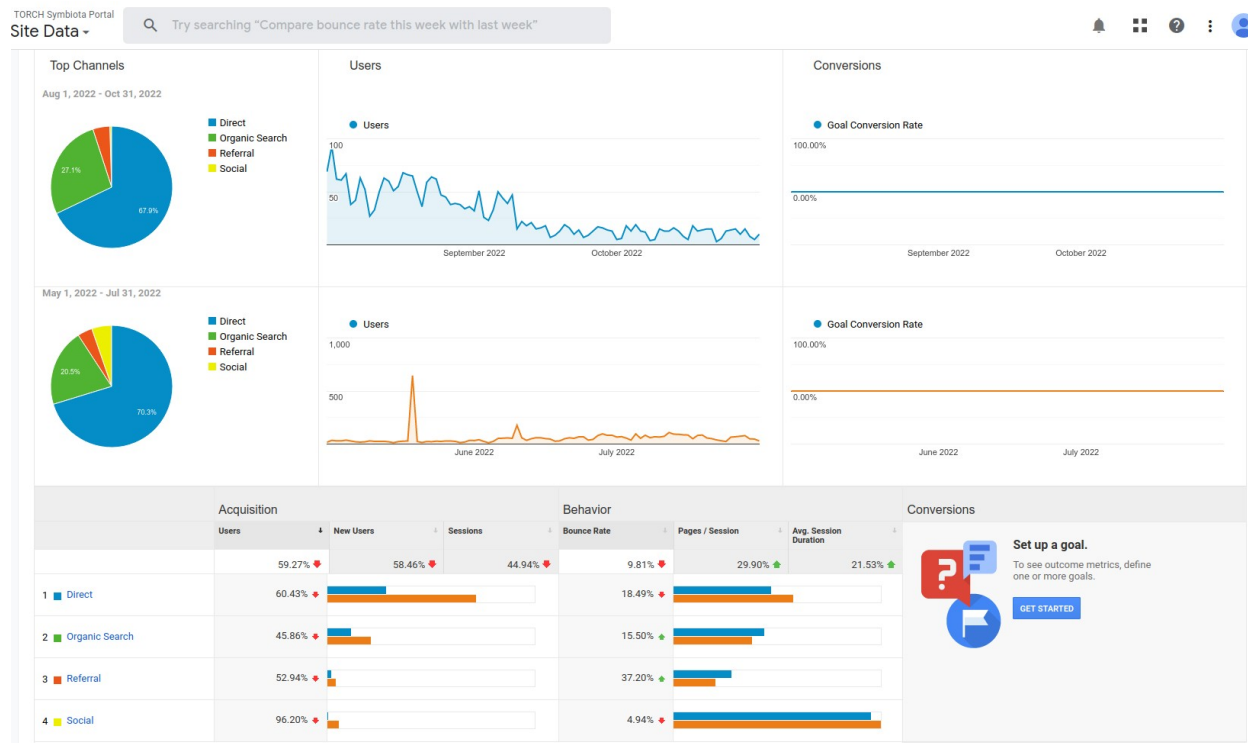 TORCH Symbiota Portal
Site Data
Try searching "Compare bounce rate this week with last week"
Top Channels
Users
Conversions
Aug 1, 2022 - Oct 31, 2022
Direct
Organic Search
Referral
Social
27.1%
67.9%
Users
100
50
September 2022
October 2022
Goal Conversion Rate
100.00%
0.00%
September 2022
October 2022
May 1, 2022 - Jul 31, 2022
Direct
Organic Search
Referral
Social
20.5%
70.3%
Users
1,000
500
June 2022
July 2022
Goal Conversion Rate
100.00%
0.00%
June 2022
July 2022
Acquisition
Behavior
Conversions
Users
New Users
Sessions
Bounce Rate
Pages / Session
Avg. Session
Duration
59.27%
58.46%
44.94%
9.81%
29.90%
21.53%
1 Direct
60.43%
18.49%
2 Organic Search
45.86%
15.50%
3 Referral
52.94%
37.20%
4 Social
96.20%
4.94%
Set up a goal.
To see outcome metrics, define
one or more goals.
GET STARTED